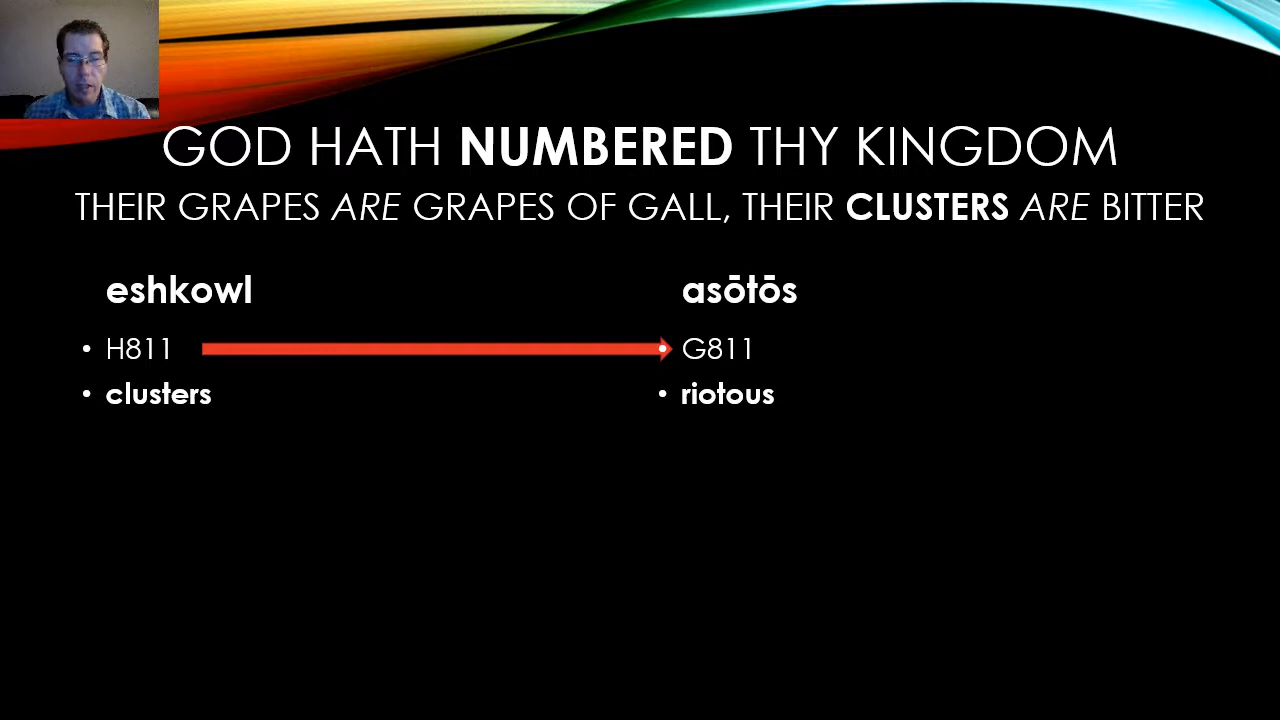 GOD HATH NUMBERED THY KINGDOM
THEIR GRAPES ARE GRAPES OF GALL, THEIR CLUSTERS ARE BITTER
eshkowl
• H811
• clusters
asōtōs
• G811
• riotous